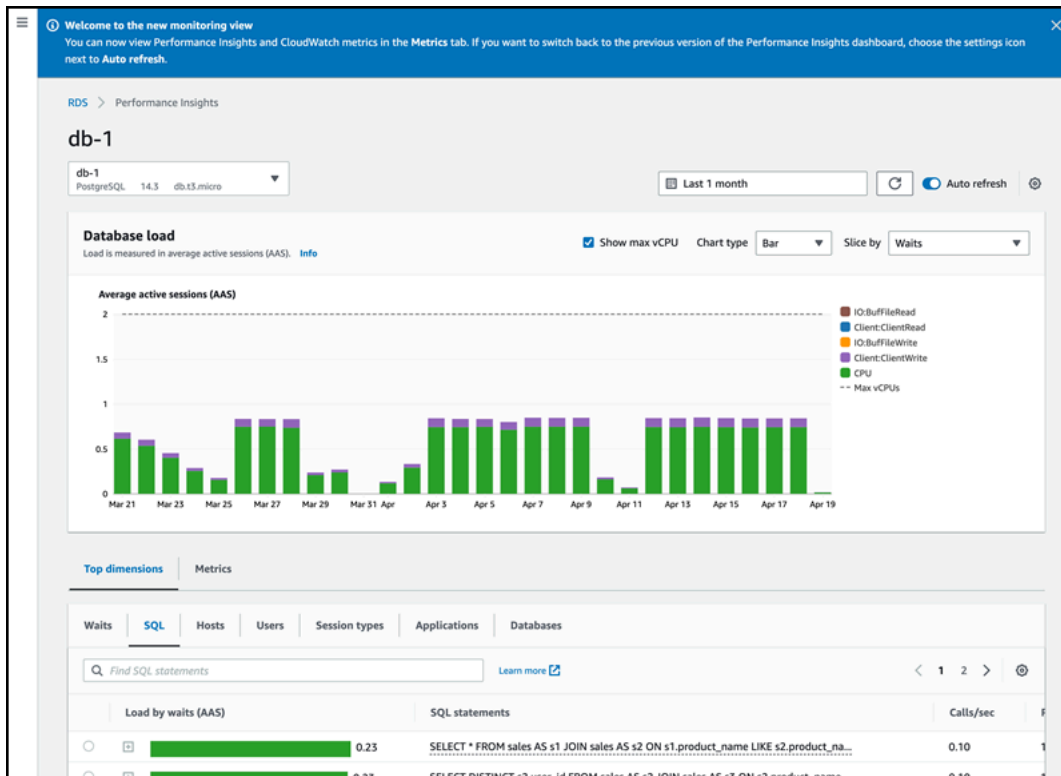 Welcome to the new monitoring view
You can now view Performance Insights and CloudWatch metrics in the Metrics tab. If you want to switch back to the previous version of the Performance Insights dashboard, choose the settings icon
next to Auto refresh.
RDS > Performance Insights
db-1
db-1
PostgreSQL 14.3 db.t3.micro
Last 1 month
Auto refresh
Database load
Load is measured in average active sessions (AAS). Info
Show max vCPU
Chart type
Bar
Slice by
Waits
Average active sessions (AAS)
2
1.5
1
0.5
0
Mar 21 Mar 23 Mar 25 Mar 27 Mar 29 Mar 31 Apr Apr 3 Apr 5 Apr 7 Apr 9 Apr 11 Apr 13 Apr 15 Apr 17 Apr 19
IO:BufFileRead
Client:ClientRead
IO:BufFileWrite
Client:ClientWrite
CPU
Max vCPUs
Top dimensions Metrics
Waits SQL Hosts Users Session types Applications Databases
Find SQL statements
Learn more
1 2
Load by waits (AAS) SQL statements Calls/sec
0.23 SELECT * FROM sales AS s1 JOIN sales AS s2 ON s1.product_name LIKE s2.product_na... 0.10 1